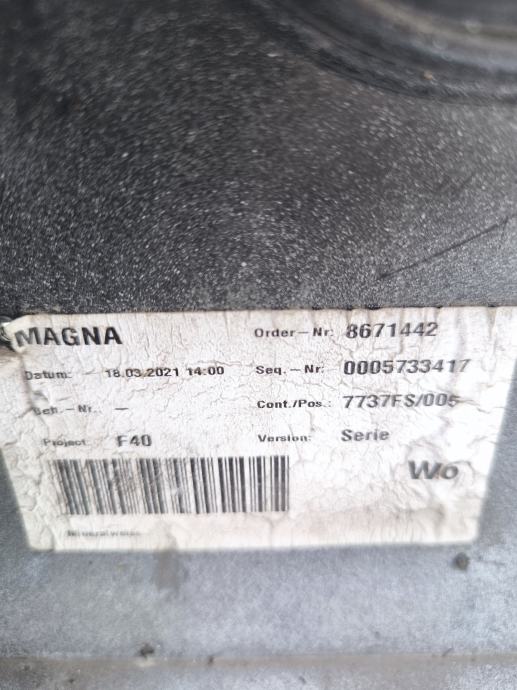 MAGNA Order-Nr: 8671442
Datum: 18.03.2021 14:00 Seq.-Nr: 0005733417
Beh.-Nr.: - Cont./Pos.: 7737FS/005
Project: F40 Version: Serie
Wo